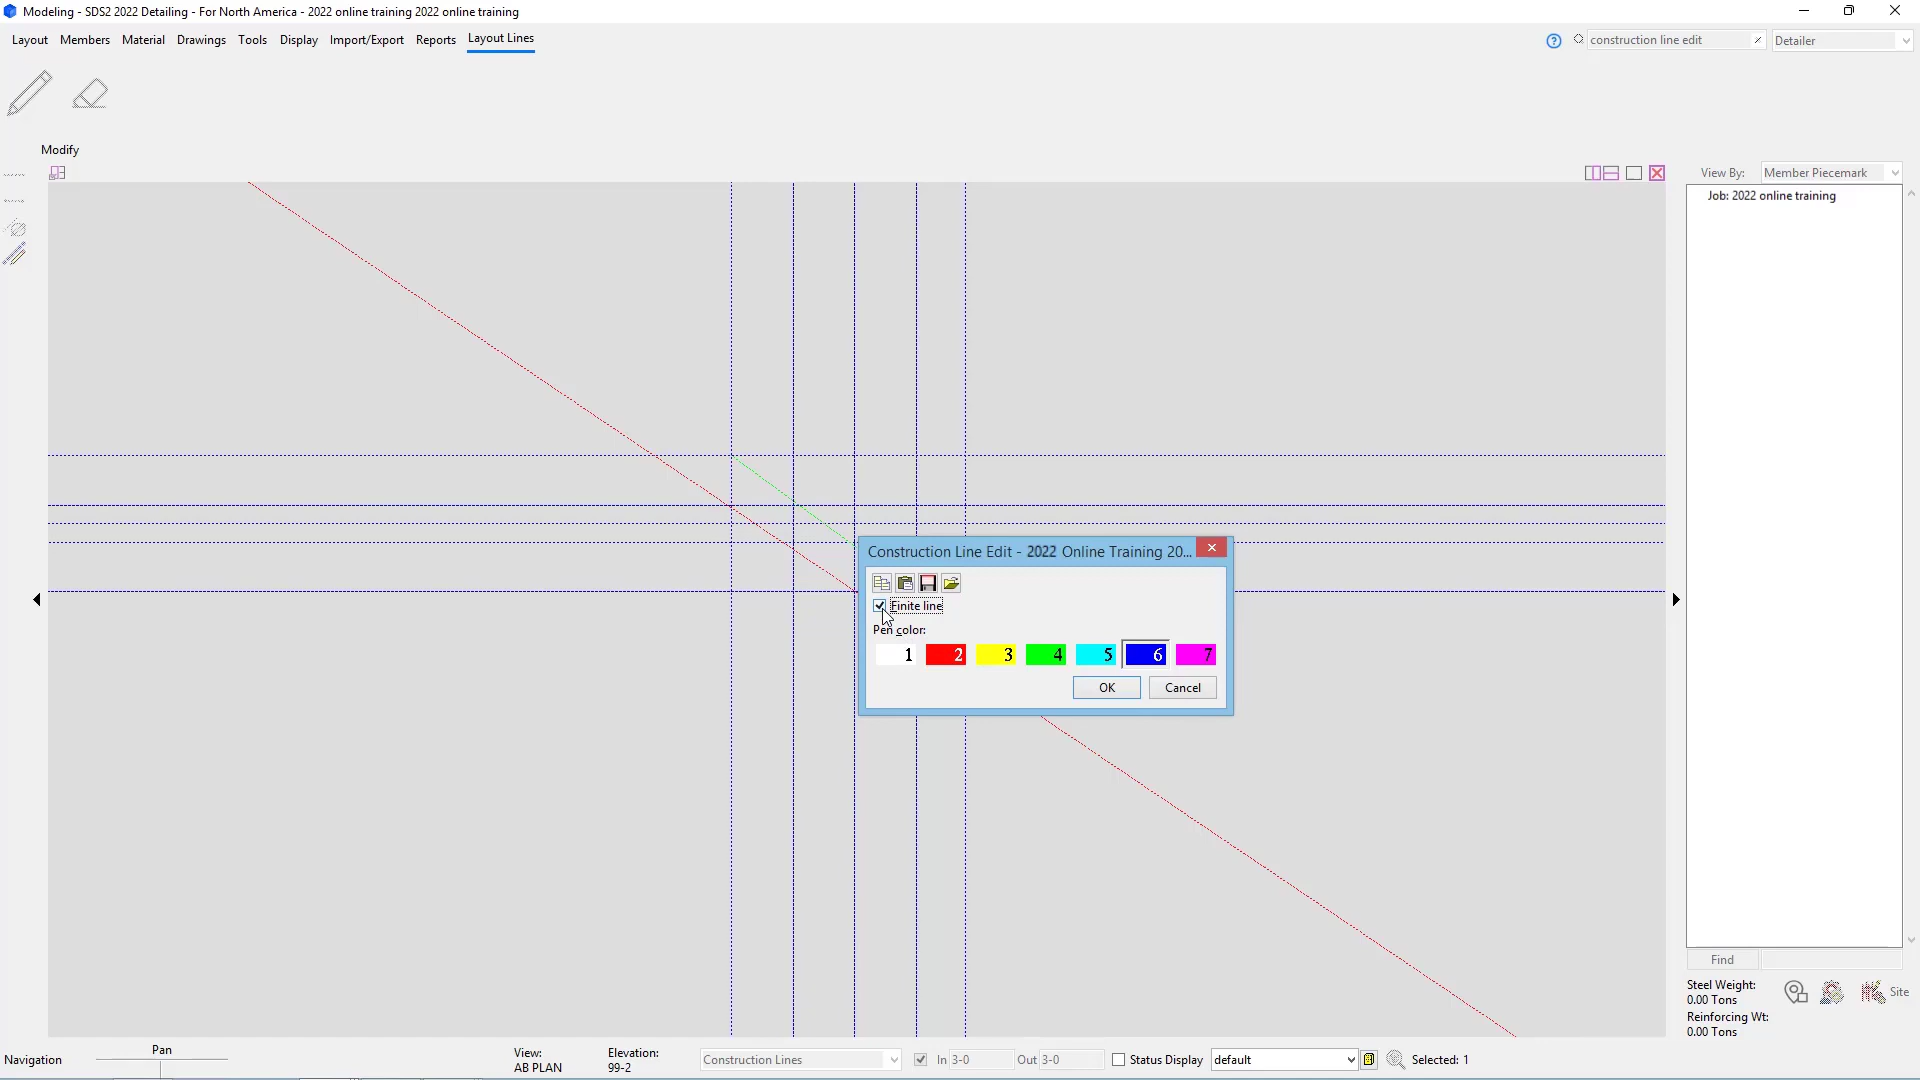 Modeling - SDS2 2022 Detailing - For North America - 2022 online training 2022 online training
Layout Members Material Drawings Tools Display Import/Export Reports Layout Lines
construction line edit
Detailer
Modify
View By: Member Piecemark
Job: 2022 online training
Construction Line Edit - 2022 Online Training 20...
Finite line
Pen color:
1 2 3 4 5 6 7
OK Cancel
Find
Steel Weight:
0.00 Tons
Site
Reinforcing Wt:
0.00 Tons
Navigation
Pan
View:
AB PLAN
Elevation:
99-2
Construction Lines
In 3-0 Out 3-0
Status Display
default
Selected: 1